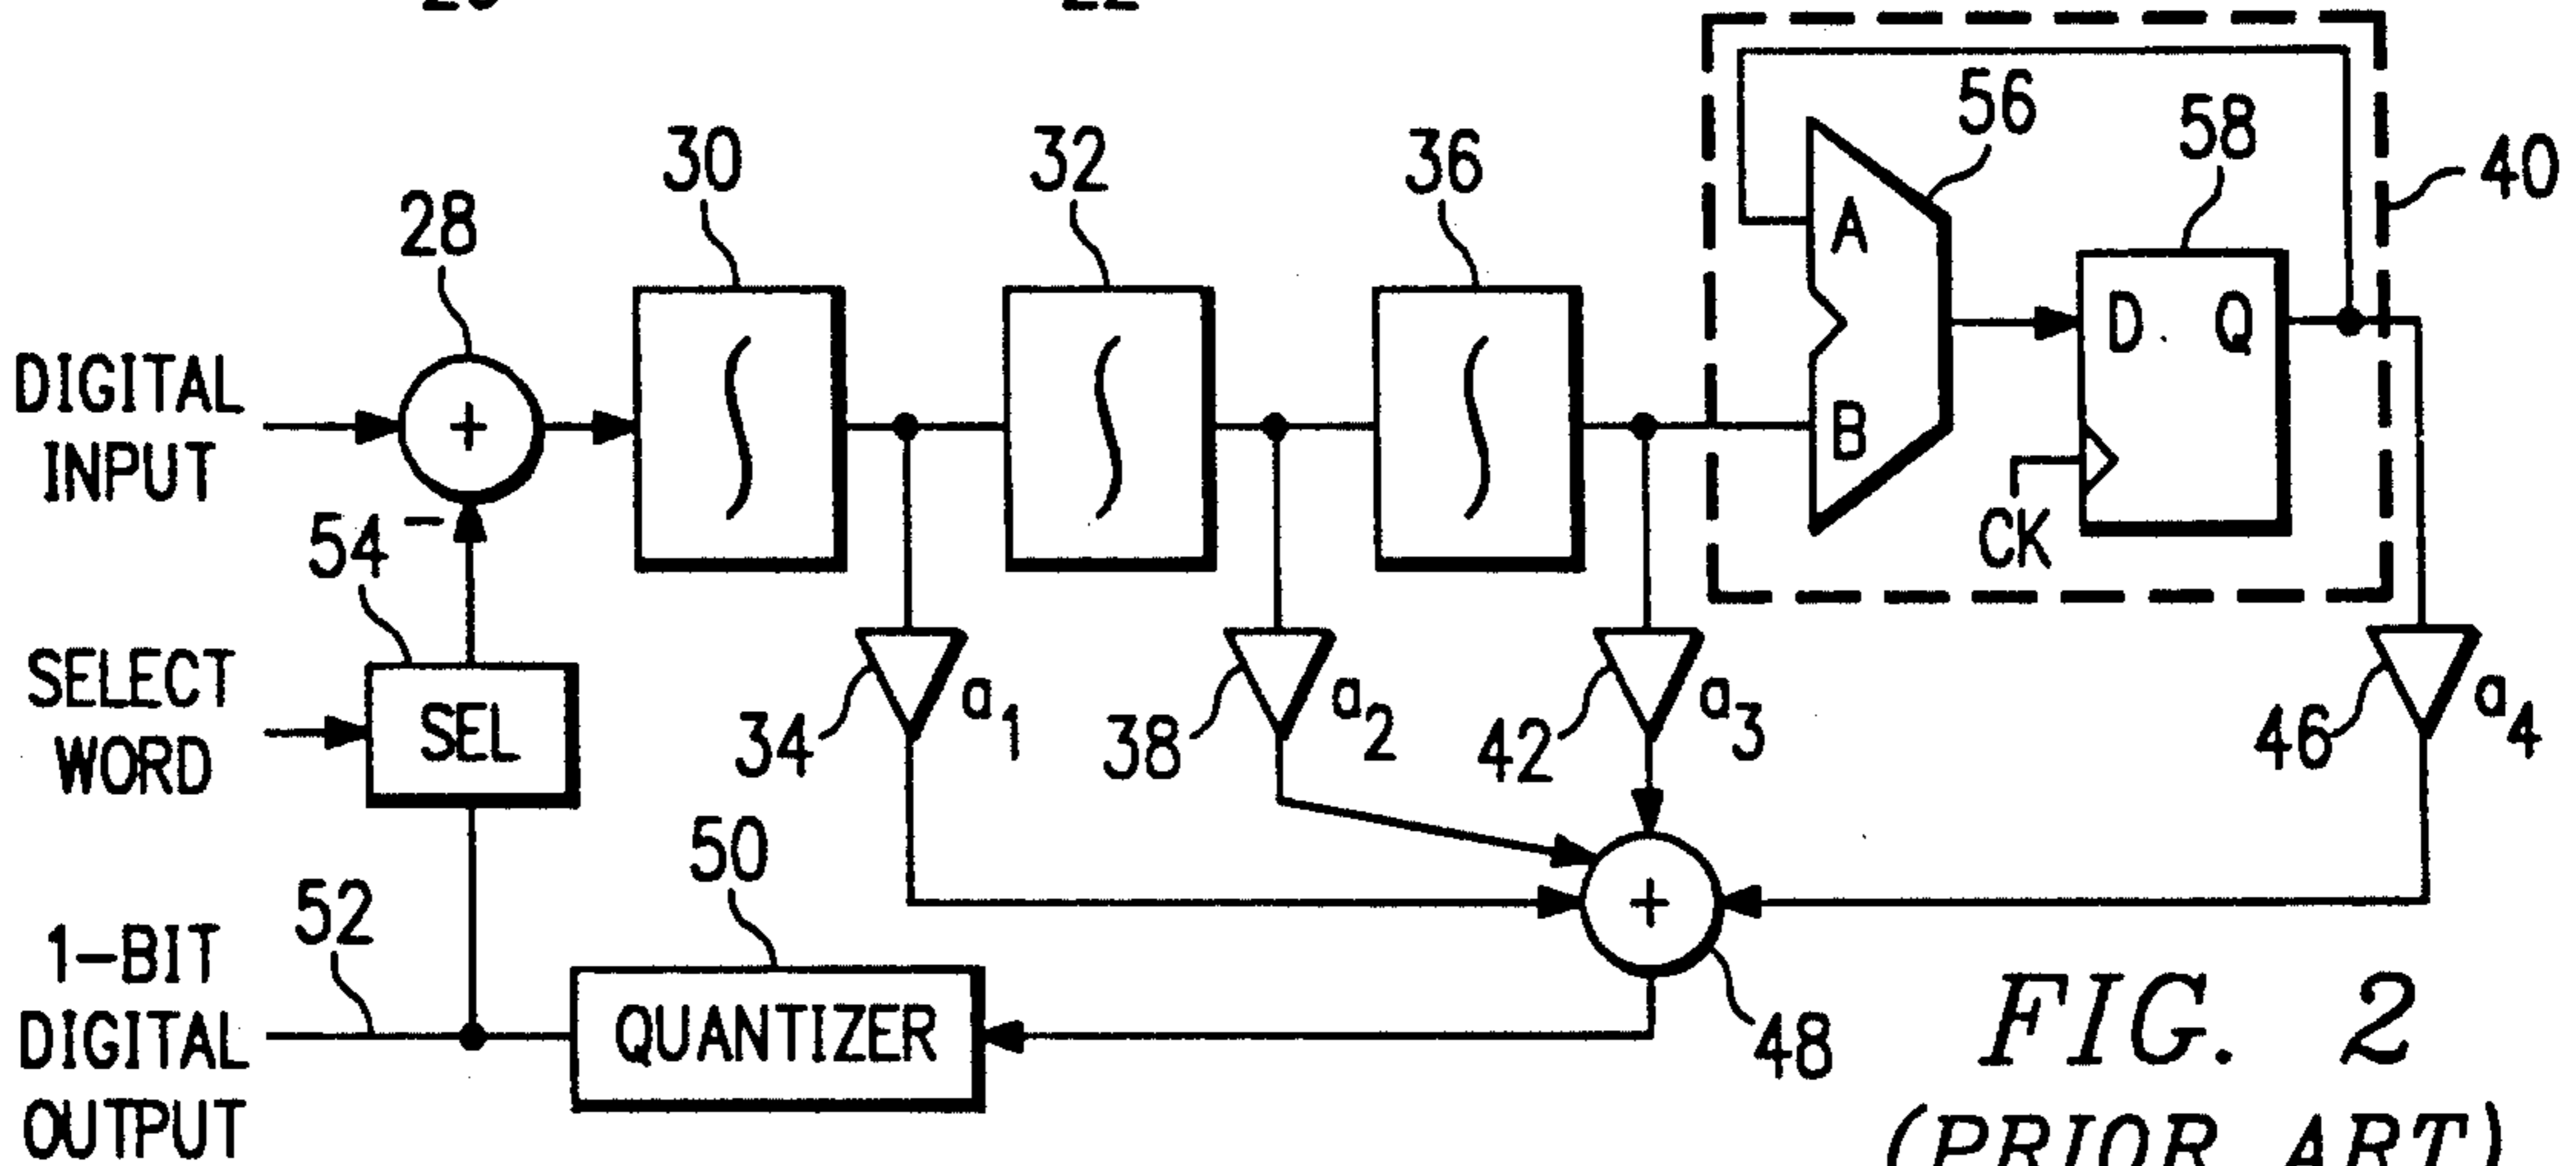 56
58
40
30
32
36
28
A
B
D Q
CK
DIGITAL
INPUT
+
-
54
SELECT
WORD
SEL
34
a1
38
a2
42
a3
46
a4
50
52
1-BIT
DIGITAL
OUTPUT
QUANTIZER
+
48
FIG. 2
(PRIOR ART)